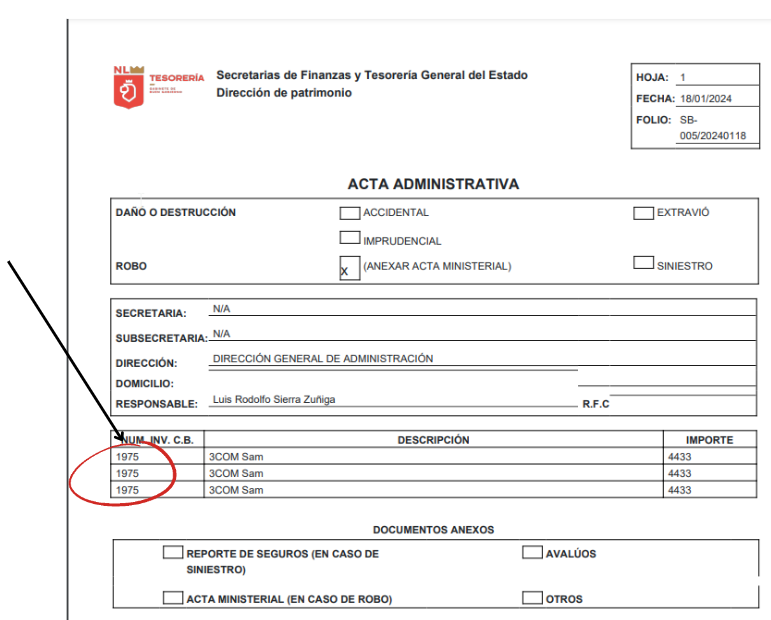 NL
TESORERÍA
Secretarias de Finanzas y Tesorería General del Estado
Dirección de patrimonio
HOJA: 1
FECHA: 18/01/2024
FOLIO: SB-
005/20240118
ACTA ADMINISTRATIVA
DAÑO O DESTRUCCIÓN ACCIDENTAL EXTRAVIÓ
IMPRUDENCIAL
ROBO X (ANEXAR ACTA MINISTERIAL) SINIESTRO
SECRETARIA: N/A
SUBSECRETARIA: N/A
DIRECCIÓN: DIRECCIÓN GENERAL DE ADMINISTRACIÓN
DOMICILIO:
RESPONSABLE: Luis Rodolfo Sierra Zuñiga R.F.C
NUM. INV. C.B. DESCRIPCIÓN IMPORTE
1975 3COM Sam 4433
1975 3COM Sam 4433
1975 3COM Sam 4433
DOCUMENTOS ANEXOS
REPORTE DE SEGUROS (EN CASO DE AVALÚOS
SINIESTRO)
ACTA MINISTERIAL (EN CASO DE ROBO) OTROS